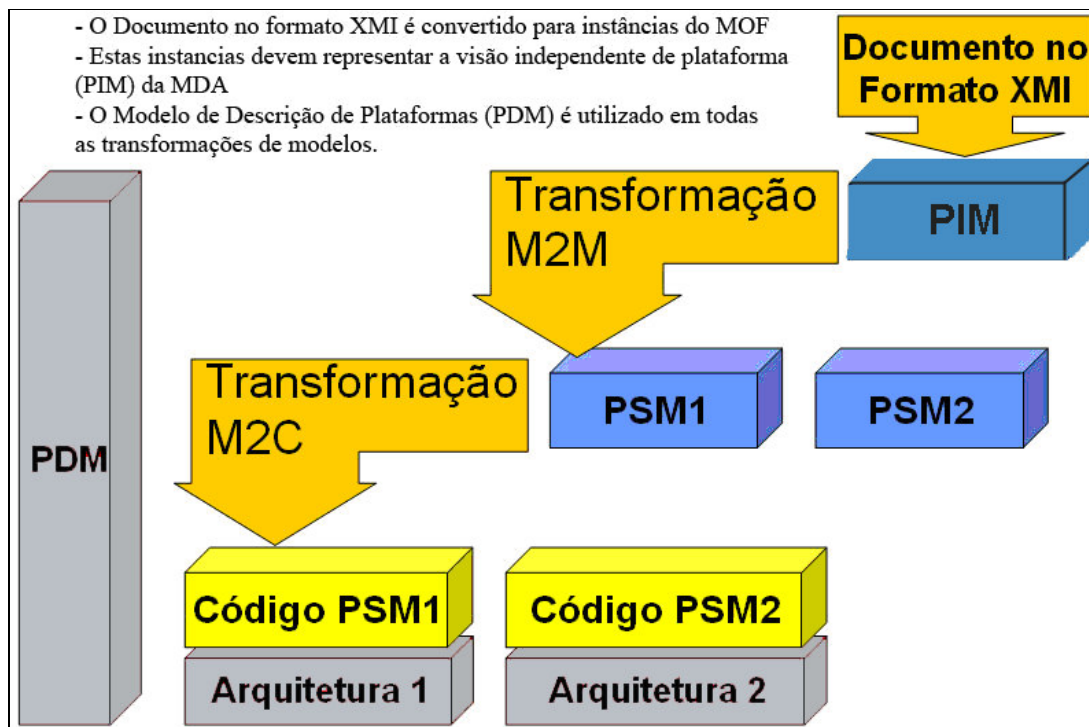 - O Documento no formato XMI é convertido para instâncias do MOF
- Estas instancias devem representar a visão independente de plataforma
(PIM) da MDA
- O Modelo de Descrição de Plataformas (PDM) é utilizado em todas
as transformações de modelos.
Documento no
Formato XMI
Transformação
M2M
PIM
Transformação
M2C
PSM1
PSM2
PDM
Código PSM1
Código PSM2
Arquitetura 1
Arquitetura 2